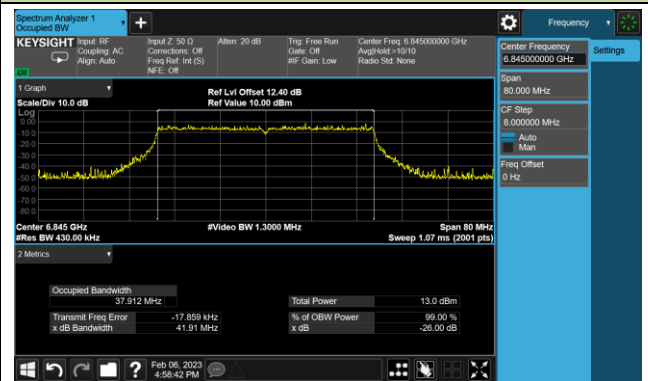 Spectrum Analyzer 1
Occupied BW
+
Frequency
KEYSIGHT
Input: RF
Coupling: AC
Align: Auto
Input Z: 50 Ω
Corrections: Off
Freq Ref: Int (S)
NFE: Off
Atten: 20 dB
Trig: Free Run
Gate: Off
#IF Gain: Low
Center Freq: 6.845000000 GHz
Avg|Hold:>10/10
Radio Std: None
Center Frequency
6.845000000 GHz
Settings
Span
80.000 MHz
CF Step
8.000000 MHz
Auto
Man
Freq Offset
0 Hz
1 Graph
Scale/Div 10.0 dB
Ref Lvl Offset 12.40 dB
Ref Value 10.00 dBm
Log
0.00
-10.0
-20.0
-30.0
-40.0
-50.0
-60.0
-70.0
-80.0
Center 6.845 GHz
#Res BW 430.00 kHz
#Video BW 1.3000 MHz
Span 80 MHz
Sweep 1.07 ms (2001 pts)
2 Metrics
Occupied Bandwidth
37.912 MHz
Transmit Freq Error -17.859 kHz
x dB Bandwidth 41.91 MHz
Total Power 13.0 dBm
% of OBW Power 99.00 %
x dB -26.00 dB
?
Feb 06, 2023
4:58:42 PM